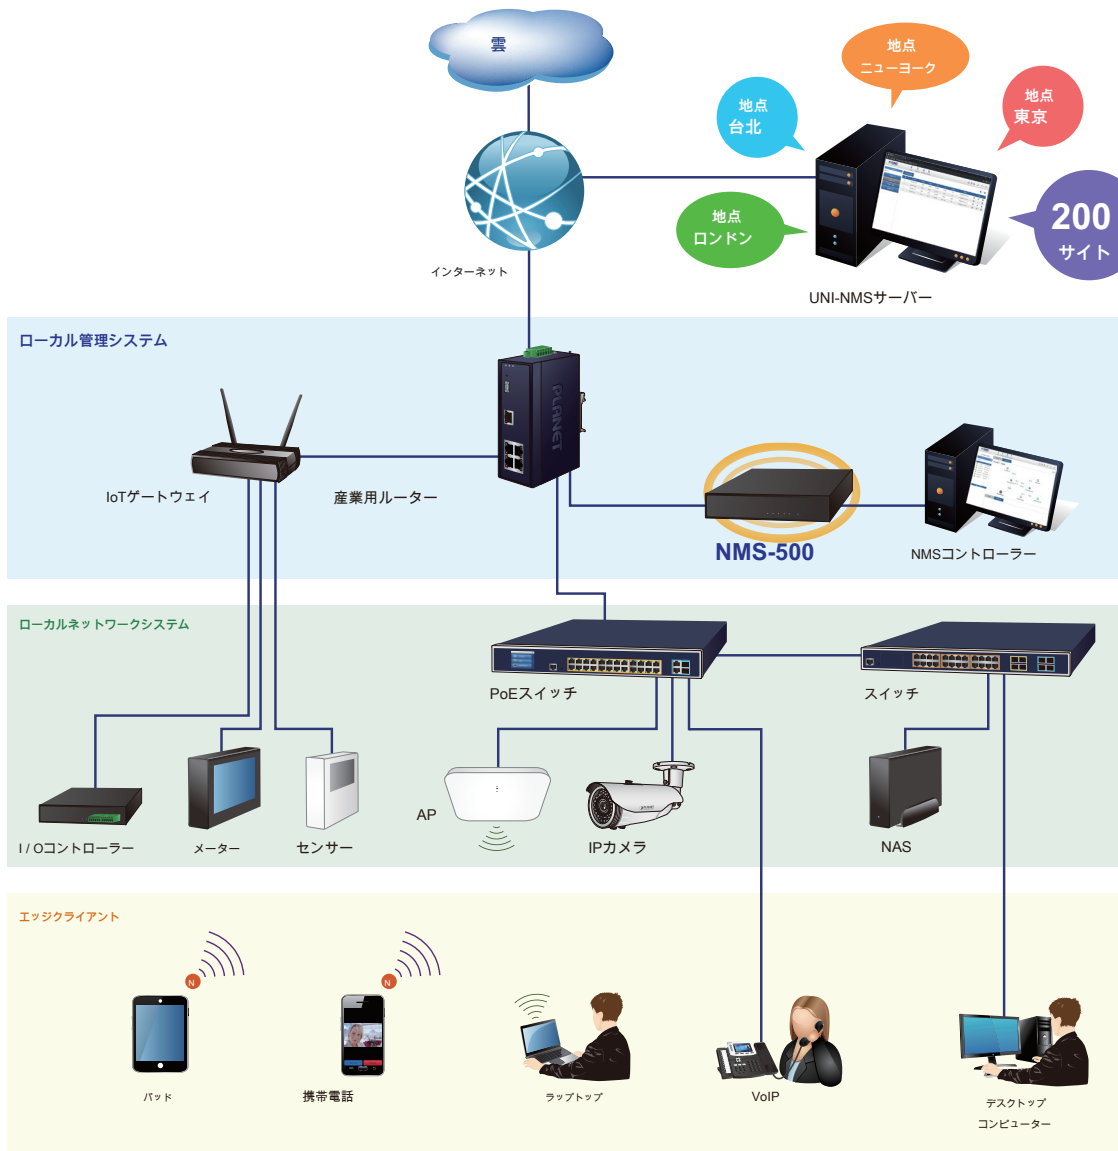 雲
地点
ニューヨーク
地点
台北
地点
東京
地点
ロンドン
200
サイト
インターネット
UNI-NMSサーバー
ローカル管理システム
PLANET
IoTゲートウェイ
産業用ルーター
NMS-500
NMSコントローラー
ローカルネットワークシステム
PoEスイッチ
スイッチ
AP
I / Oコントローラー
メーター
センサー
IPカメラ
NAS
エッジクライアント
N
N
パッド
携帯電話
ラップトップ
VoIP
デスクトップ
コンピューター